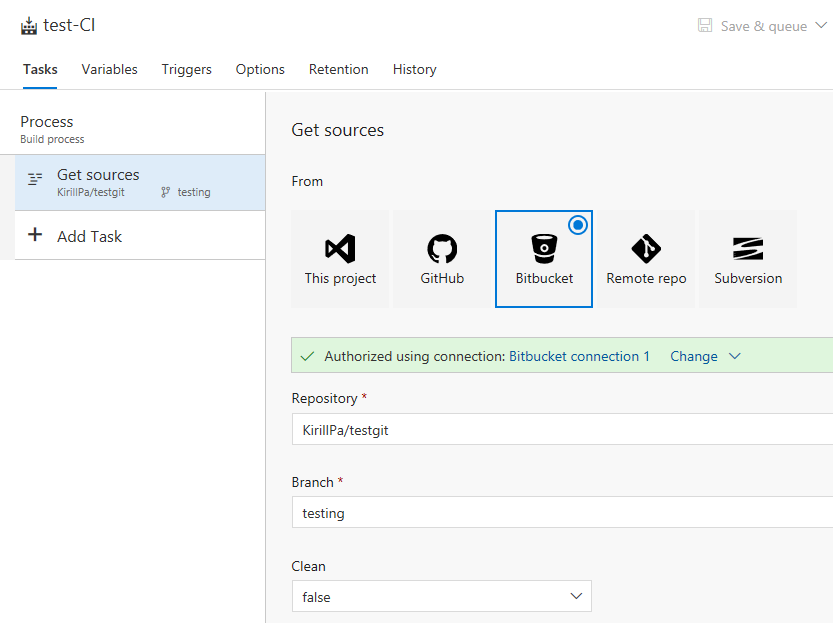 test-CI
Save & queue
Tasks Variables Triggers Options Retention History
Process
Build process
Get sources
KirillPa/testgit testing
+ Add Task
Get sources
From
This project GitHub Bitbucket Remote repo Subversion
Authorized using connection: Bitbucket connection 1 Change
Repository *
KirillPa/testgit
Branch *
testing
Clean
false